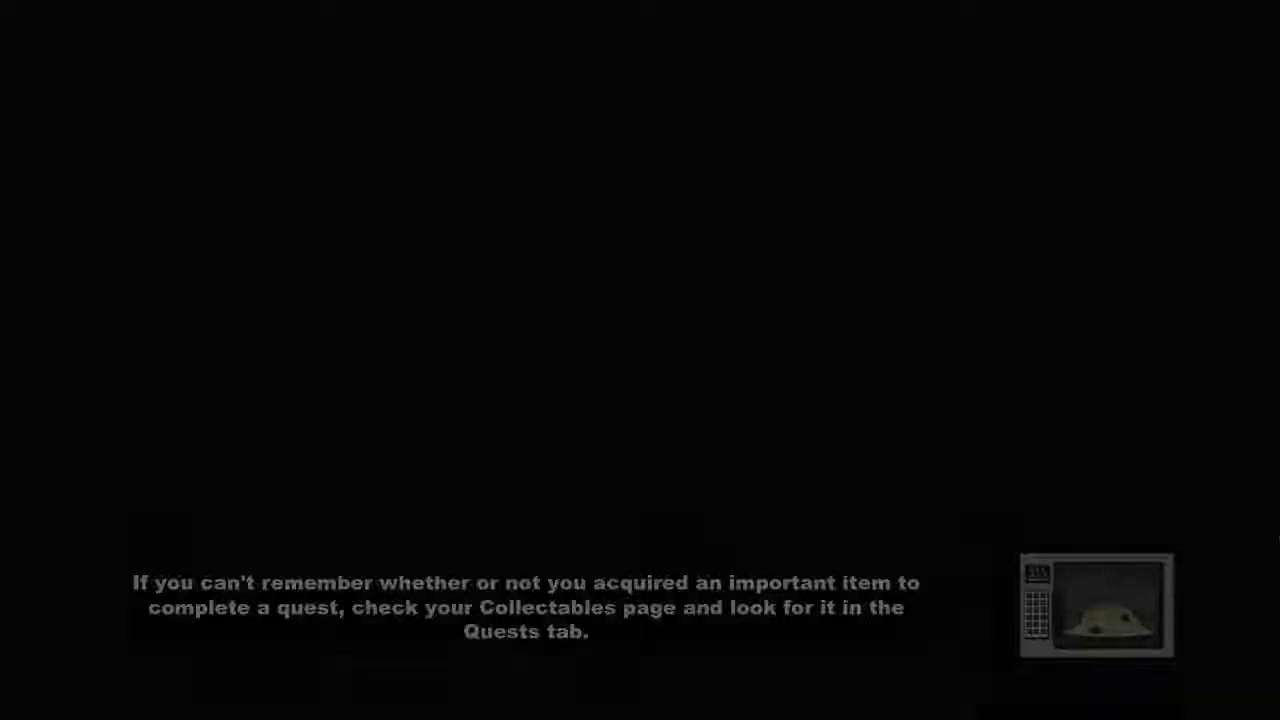 If you can't remember whether or not you acquired an important item to
complete a quest, check your Collectables page and look for it in the
Quests tab.